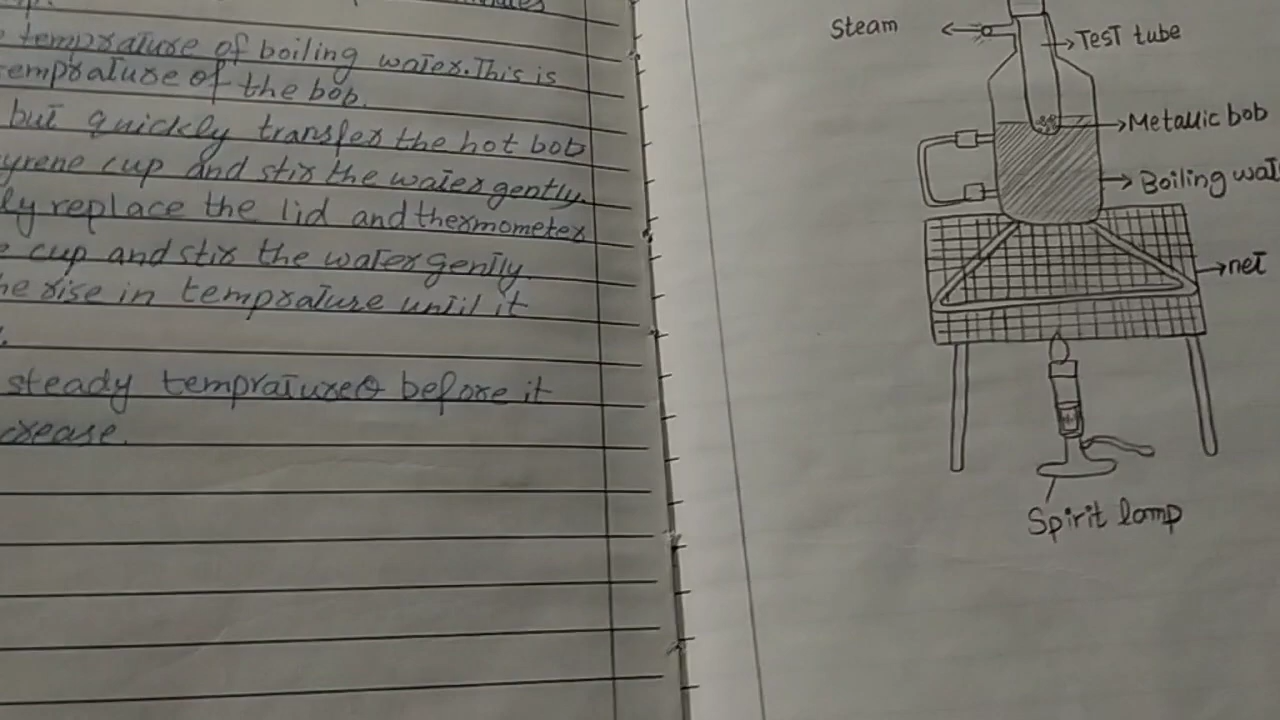 temprature of boiling water. This is
temprature of the bob.
but quickly transfer the hot bob
cup and stir the water gently.
replace the lid and thermometer
cup and stir the water gently.
rise in temprature until it
steady temprature before it
Steam
Test tube
Metallic bob
Boiling
net
Spirit lamp